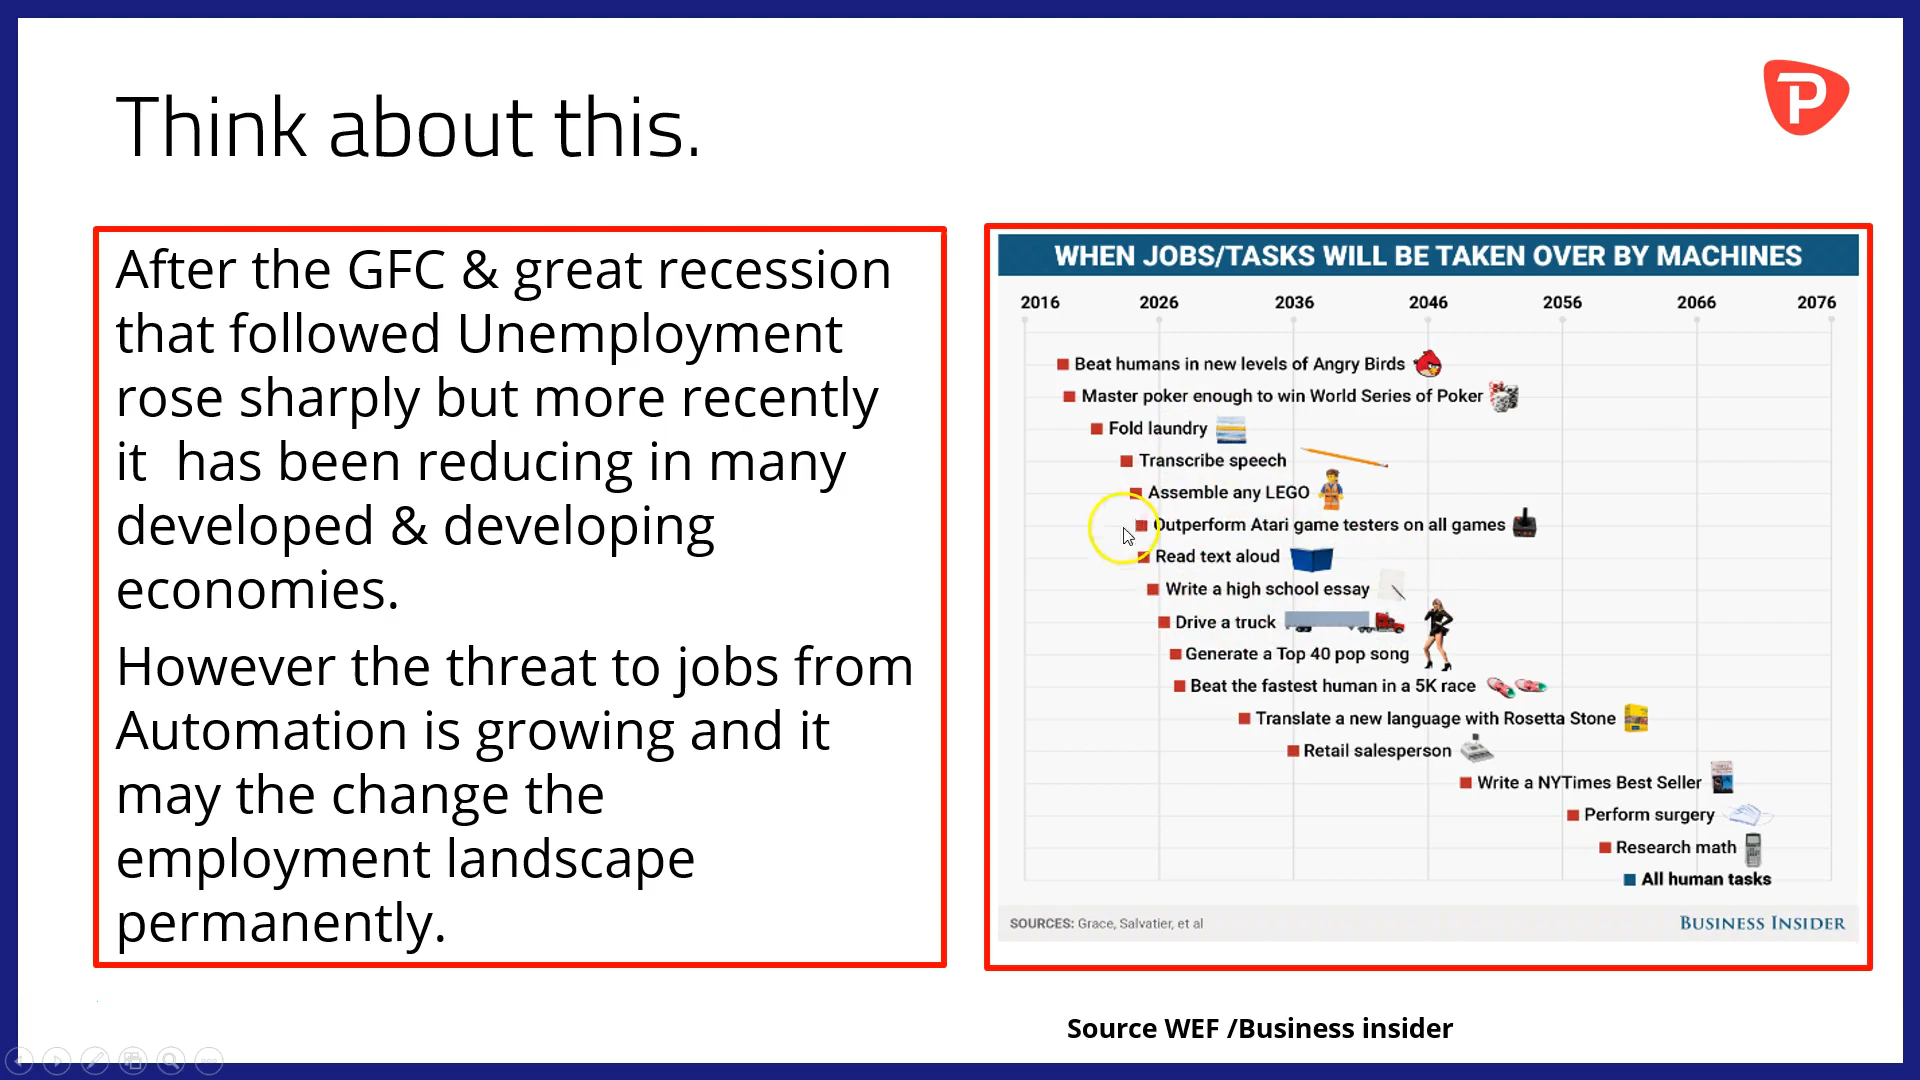 Think about this.
P
After the GFC & great recession
that followed Unemployment
rose sharply but more recently
it has been reducing in many
developed & developing
economies.
However the threat to jobs from
Automation is growing and it
may the change the
employment landscape
permanently.
WHEN JOBS/TASKS WILL BE TAKEN OVER BY MACHINES
2016 2026 2036 2046 2056 2066 2076
Beat humans in new levels of Angry Birds
Master poker enough to win World Series of Poker
Fold laundry
Transcribe speech
Assemble any LEGO
Outperform Atari game testers on all games
Read text aloud
Write a high school essay
Drive a truck
Generate a Top 40 pop song
Beat the fastest human in a 5K race
Translate a new language with Rosetta Stone
Retail salesperson
Write a NYTimes Best Seller
Perform surgery
Research math
All human tasks
SOURCES: Grace, Salvatier, et al
BUSINESS INSIDER
Source WEF /Business insider